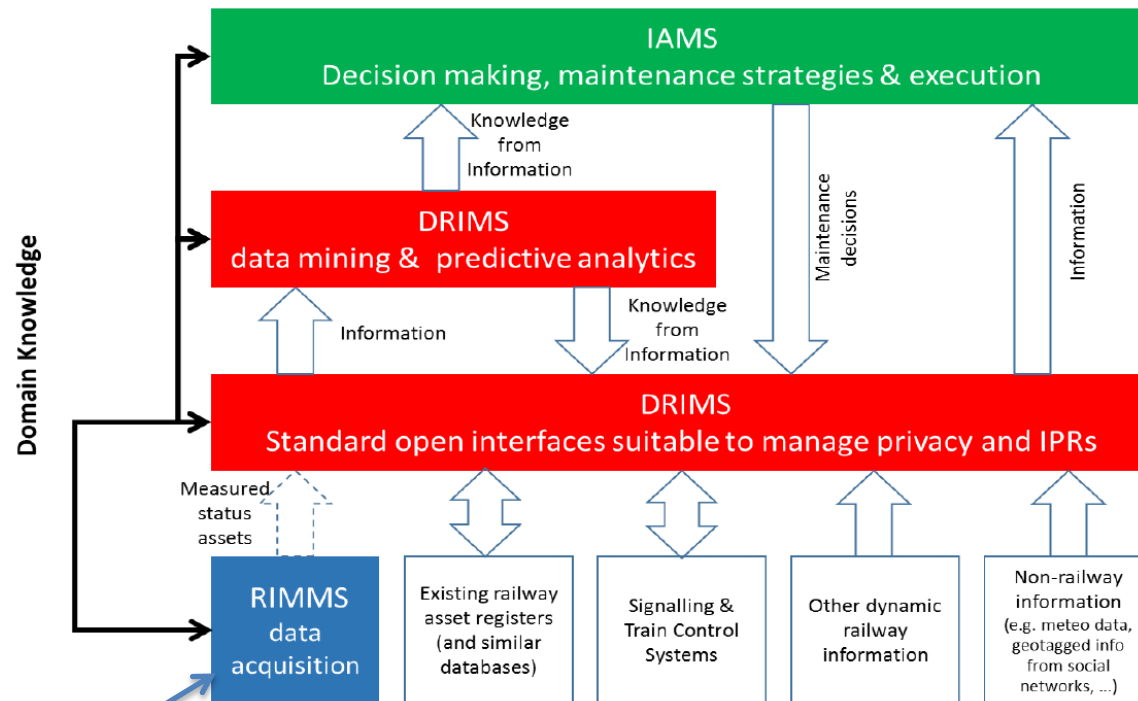 IAMS
Decision making, maintenance strategies & execution
Knowledge
from
Information
Maintenance
decisions
Information
DRIMS
data mining & predictive analytics
Domain Knowledge
Information
Knowledge
from
Information
DRIMS
Standard open interfaces suitable to manage privacy and IPRs
Measured
status
assets
RIMMS
data
acquisition
Existing railway
asset registers
(and similar
databases)
Signalling &
Train Control
Systems
Other dynamic
railway
information
Non-railway
information
(e.g. meteo data,
geotagged info
from social
networks, ...)